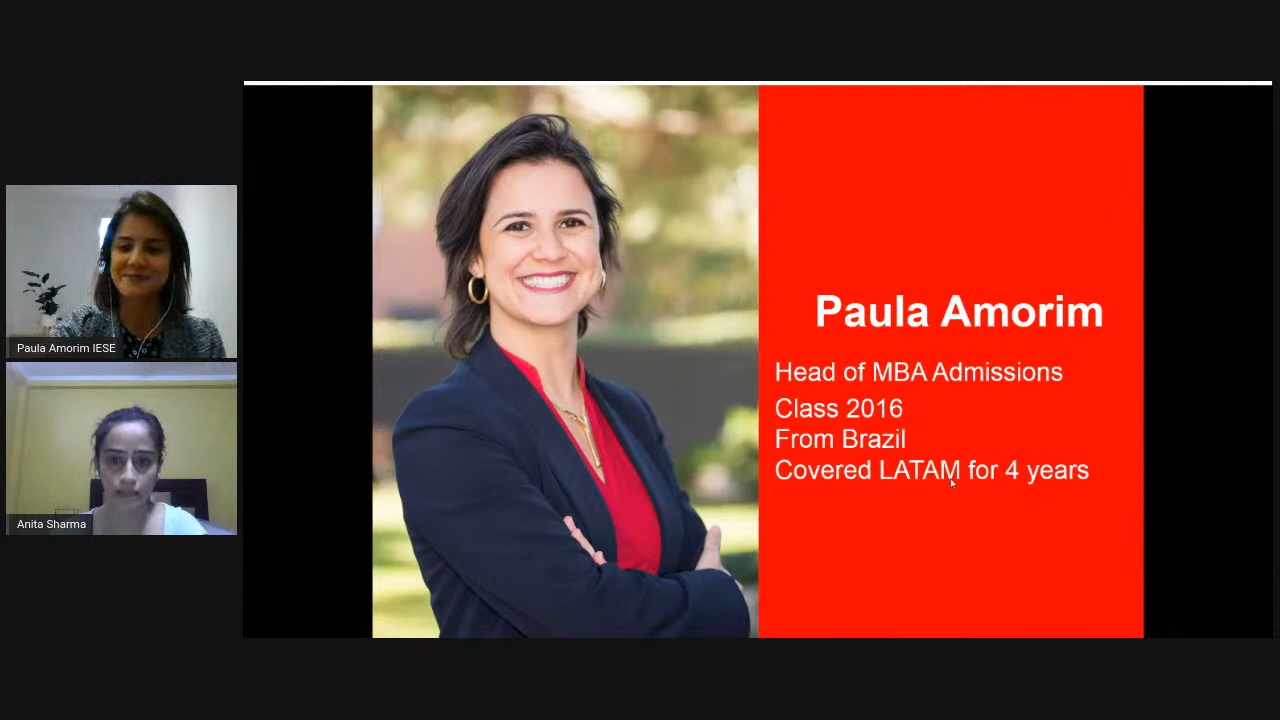 Paula Amorim IESE
Anita Sharma
Paula Amorim
Head of MBA Admissions
Class 2016
From Brazil
Covered LATAM for 4 years